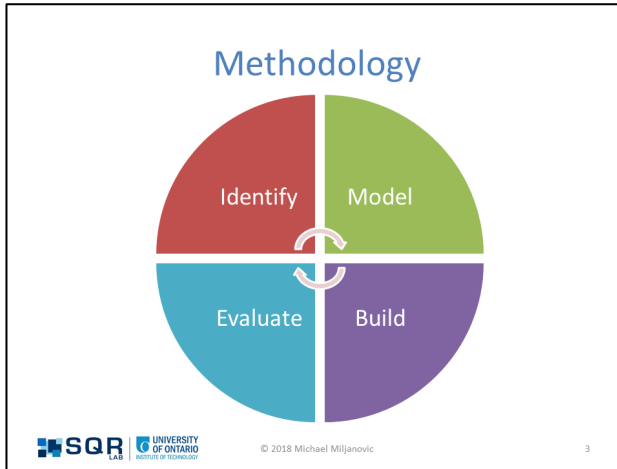 Methodology
Identify
Model
Evaluate
Build
SQR
LAB
UNIVERSITY
OF ONTARIO
INSTITUTE OF TECHNOLOGY
© 2018 Michael Miljanovic
3